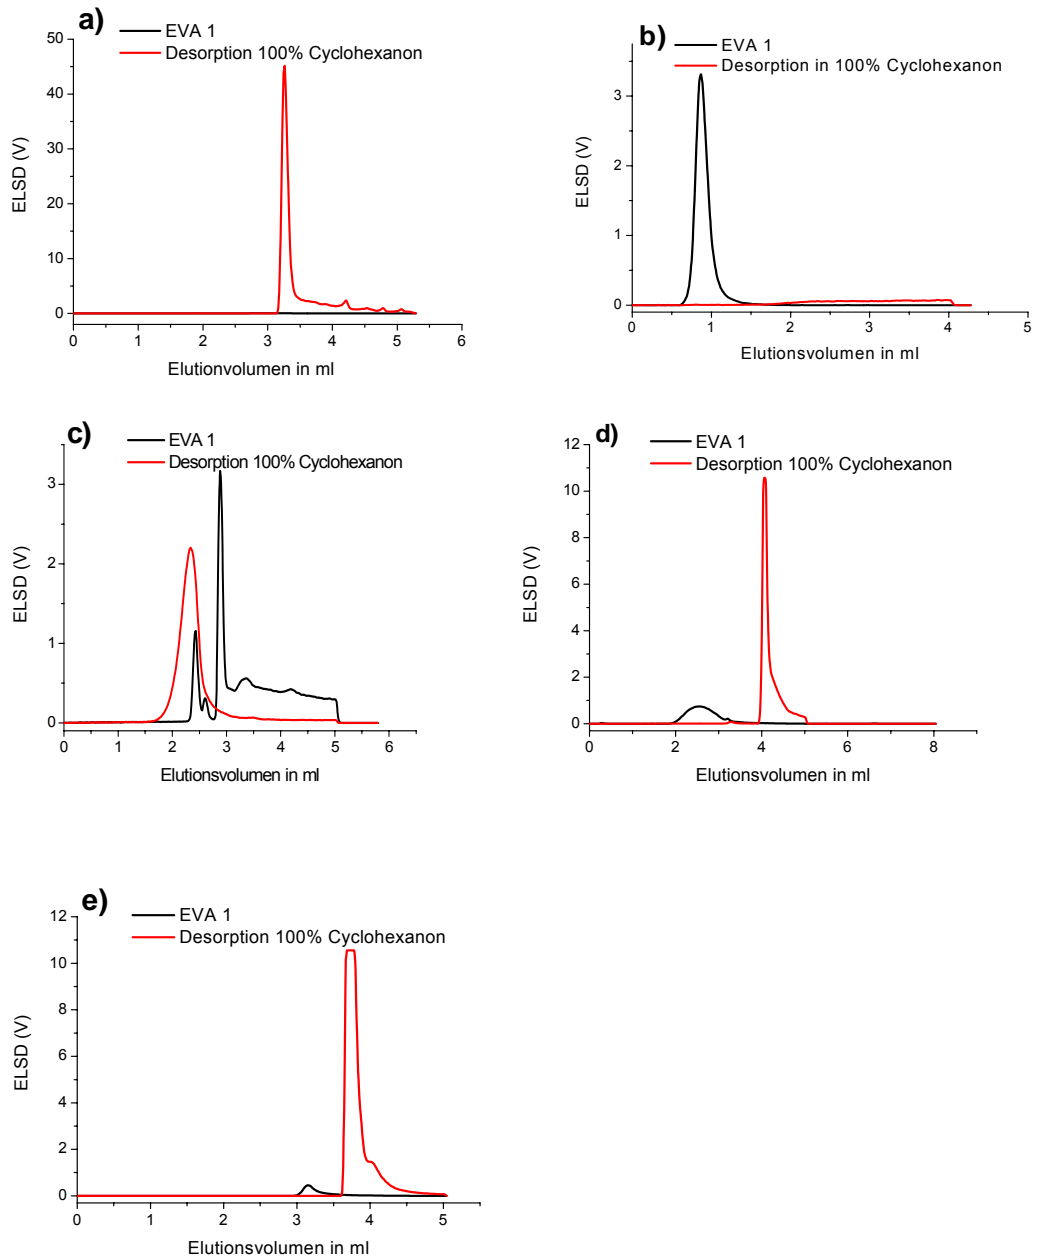 a)
EVA 1
Desorption 100% Cyclohexanon
50
40
30
20
10
0
0 1 2 3 4 5 6
ELSD (V)
Elutionvolumen in ml
b)
EVA 1
Desorption in 100% Cyclohexanon
3
2
1
0
0 1 2 3 4 5
ELSD (V)
Elutionsvolumen in ml
c)
EVA 1
Desorption 100% Cyclohexanon
3
2
1
0
0 1 2 3 4 5 6
ELSD (V)
Elutionsvolumen in ml
d)
EVA 1
Desorption 100% Cyclohexanon
12
10
8
6
4
2
0
0 2 4 6 8
ELSD (V)
Elutionsvolumen in ml
e)
EVA 1
Desorption 100% Cyclohexanon
12
10
8
6
4
2
0
0 1 2 3 4 5
ELSD (V)
Elutionsvolumen in ml